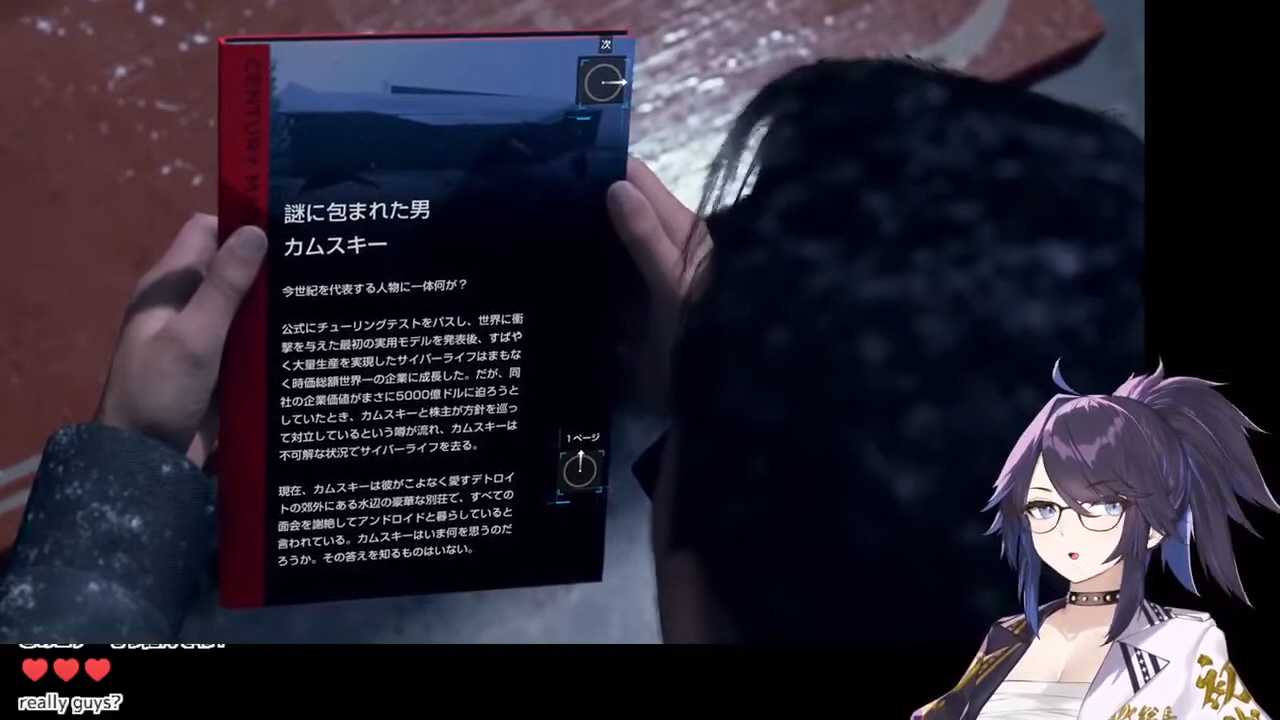 次
CENTURY
謎に包まれた男
カムスキー
今世紀を代表する人物に一体何が？
公式にチューリングテストをパスし、世界に衝
撃を与えた最初の実用モデルを発表後、すばや
く大量生産を実現したサイバーライフはまもな
く時価総額世界一の企業に成長した。だが、同
社の企業価値がまさに5000億ドルに迫ろうと
していたとき、カムスキーと株主が方針を巡っ
て対立しているという噂が流れ、カムスキーは
不可解な状況でサイバーライフを去る。
1ページ
現在、カムスキーは彼がこよなく愛すデトロイ
トの郊外にある水辺の豪華な別荘で、すべての
面会を謝絶してアンドロイドと暮らしていると
言われている。カムスキーはいま何を思うのだ
ろうか。その答えを知るものはいない。
really guys?